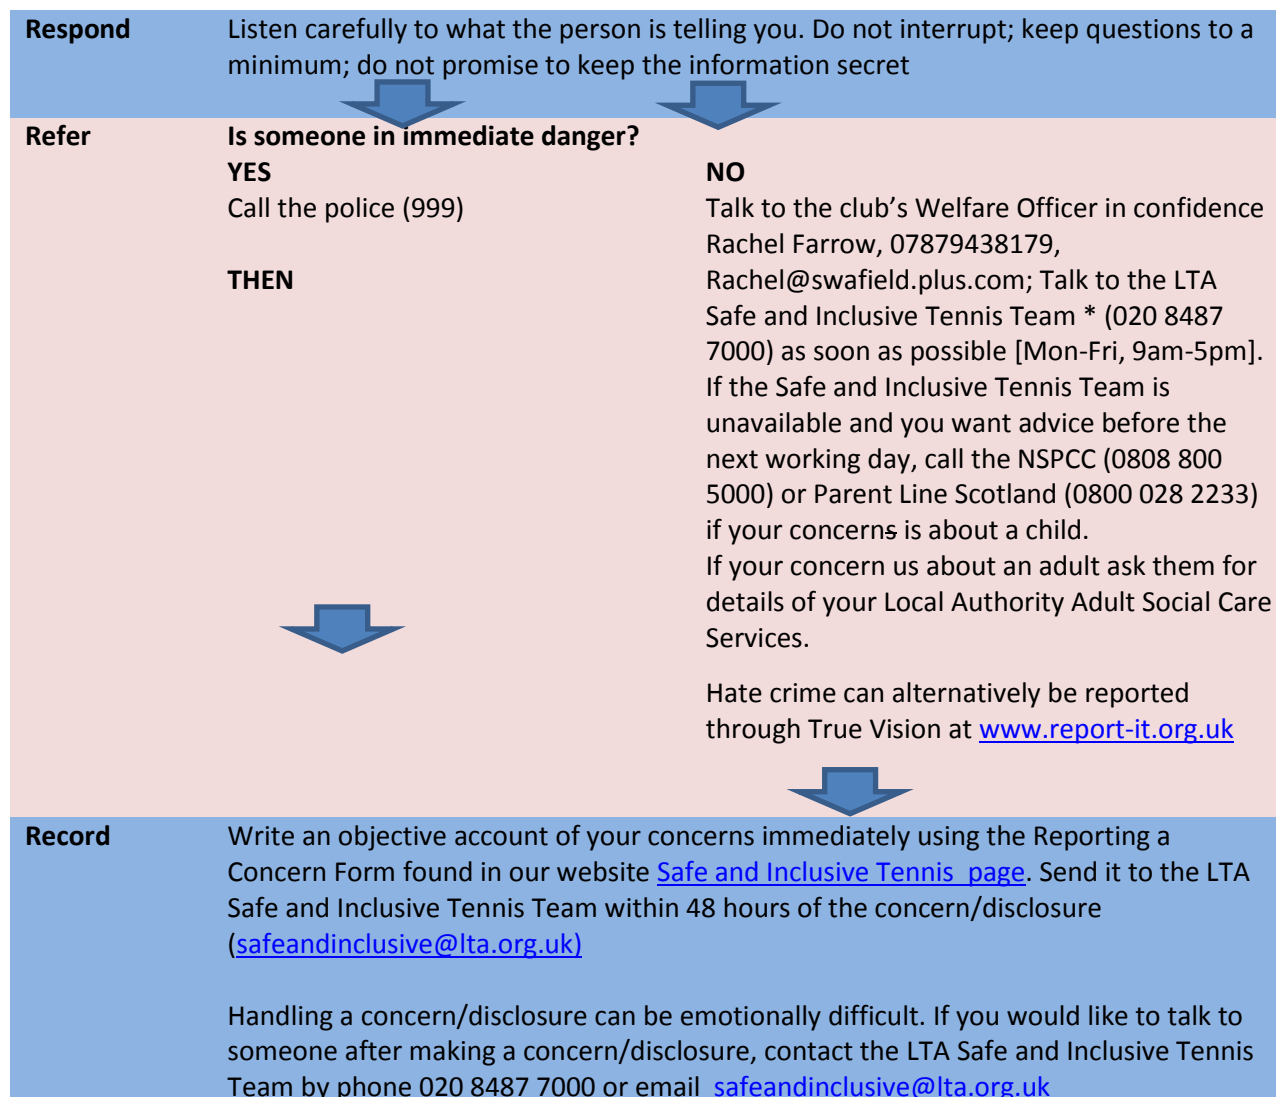 Respond
Listen carefully to what the person is telling you. Do not interrupt; keep questions to a
minimum; do not promise to keep the information secret
Refer
Is someone in immediate danger?
YES
Call the police (999)
THEN
NO
Talk to the club’s Welfare Officer in confidence
Rachel Farrow, 07879438179,
Rachel@swafield.plus.com; Talk to the LTA
Safe and Inclusive Tennis Team * (020 8487
7000) as soon as possible [Mon-Fri, 9am-5pm].
If the Safe and Inclusive Tennis Team is
unavailable and you want advice before the
next working day, call the NSPCC (0808 800
5000) or Parent Line Scotland (0800 028 2233)
if your concerns is about a child.
If your concern us about an adult ask them for
details of your Local Authority Adult Social Care
Services.
Hate crime can alternatively be reported
through True Vision at www.report-it.org.uk
Record
Write an objective account of your concerns immediately using the Reporting a
Concern Form found in our website Safe and Inclusive Tennis  page. Send it to the LTA
Safe and Inclusive Tennis Team within 48 hours of the concern/disclosure
(safeandinclusive@lta.org.uk)
Handling a concern/disclosure can be emotionally difficult. If you would like to talk to
someone after making a concern/disclosure, contact the LTA Safe and Inclusive Tennis
Team by phone 020 8487 7000 or email  safeandinclusive@lta.org.uk